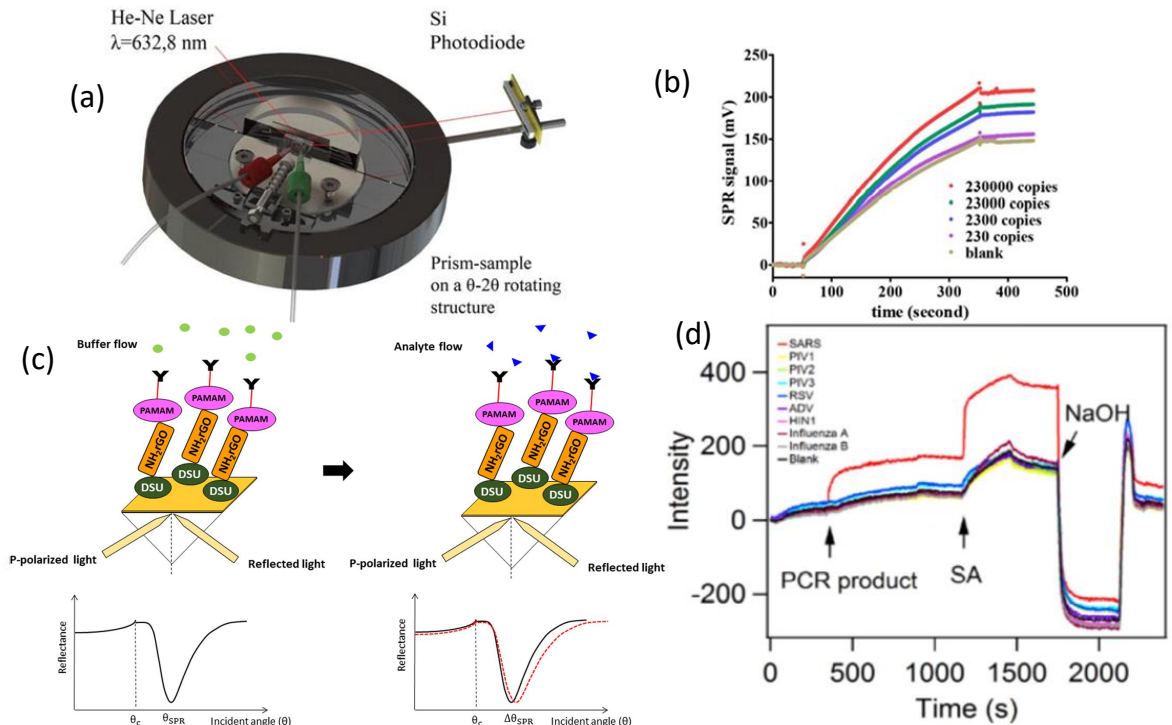 (a)
He-Ne Laser
λ=632,8 nm
Si
Photodiode
Prism-sample
on a θ-2θ rotating
structure
(b)
SPR signal (mV)
250
200
150
100
50
0
230000 copies
23000 copies
2300 copies
230 copies
blank
0 100 200 300 400 500
time (second)
(c)
Buffer flow
PAMAM
PAMAM
PAMAM
NH₂rGO
NH₂rGO
NH₂rGO
DSU
DSU
DSU
P-polarized light
Reflected light
Reflectance
θc
θSPR
Incident angle (θ)
Analyte flow
PAMAM
PAMAM
PAMAM
NH₂rGO
NH₂rGO
NH₂rGO
DSU
DSU
DSU
P-polarized light
Reflected light
Reflectance
θc
ΔθSPR
Incident angle (θ)
(d)
SARS
PIV1
PIV2
PIV3
RSV
ADV
HIN1
Influenza A
Influenza B
Blank
Intensity
400
200
0
-200
PCR product
SA
NaOH
0 500 1000 1500 2000
Time (s)